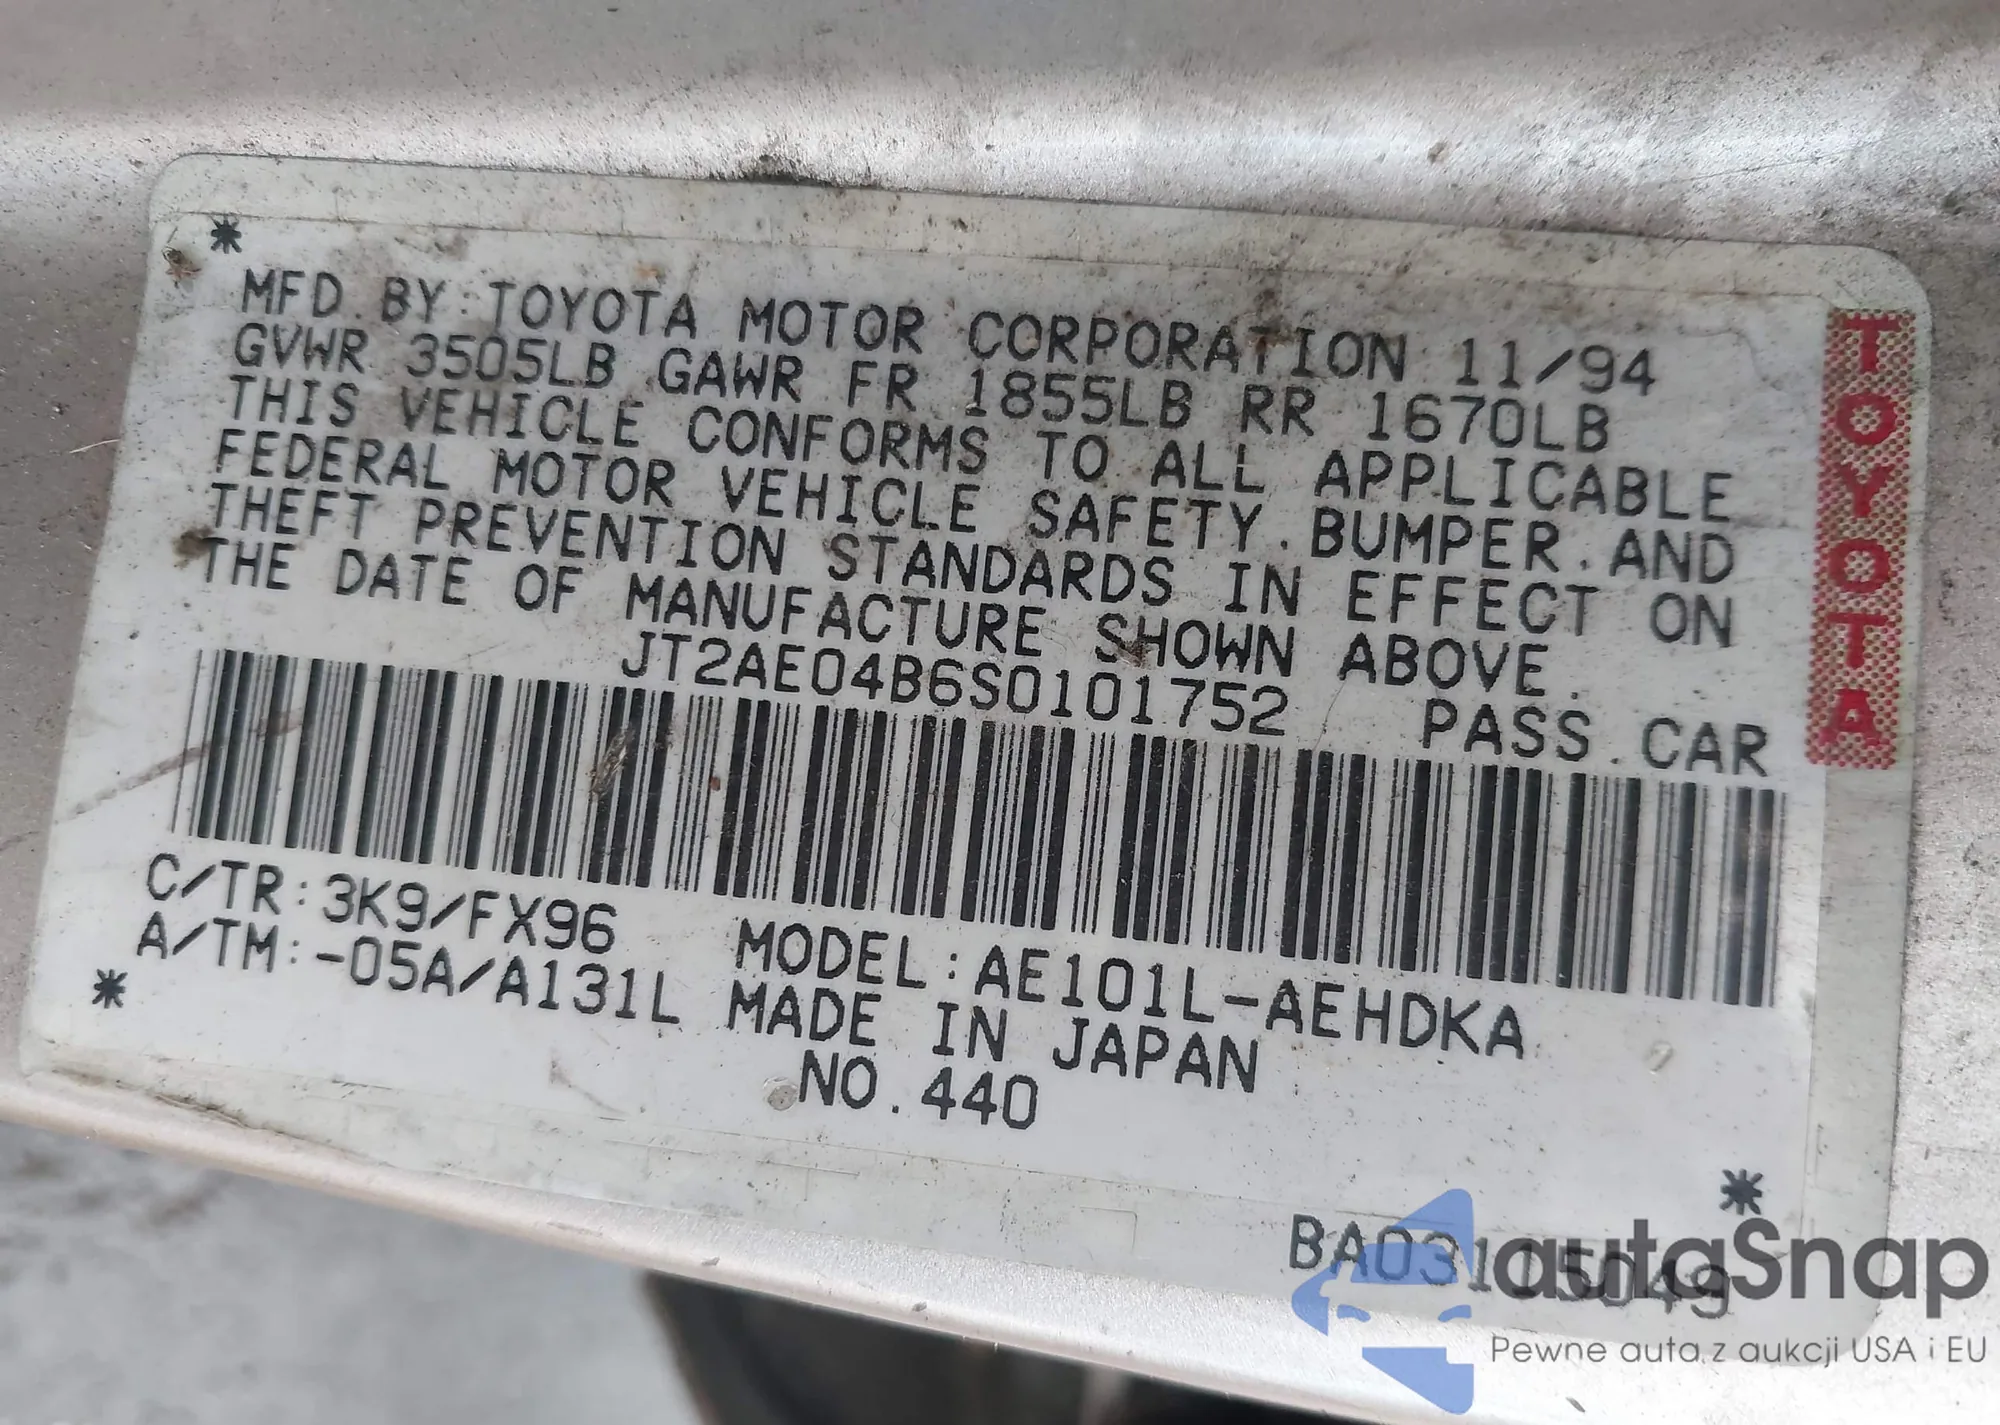 *
MFD. BY: TOYOTA MOTOR CORPORATION 11/94
GVWR 3505LB GAWR FR 1855LB RR 1670LB
THIS VEHICLE CONFORMS TO ALL APPLICABLE
FEDERAL MOTOR VEHICLE SAFETY. BUMPER. AND
THEFT PREVENTION STANDARDS IN EFFECT ON
THE DATE OF MANUFACTURE SHOWN ABOVE.
JT2AE04B6S0101752 PASS. CAR
TOYOTA
C/TR: 3K9/FX96 MODEL: AE101L-AEHDKA
A/TM: -05A/A131L MADE IN JAPAN
* NO. 440
*
autoSnap
Pewne auta z aukcji USA i EU